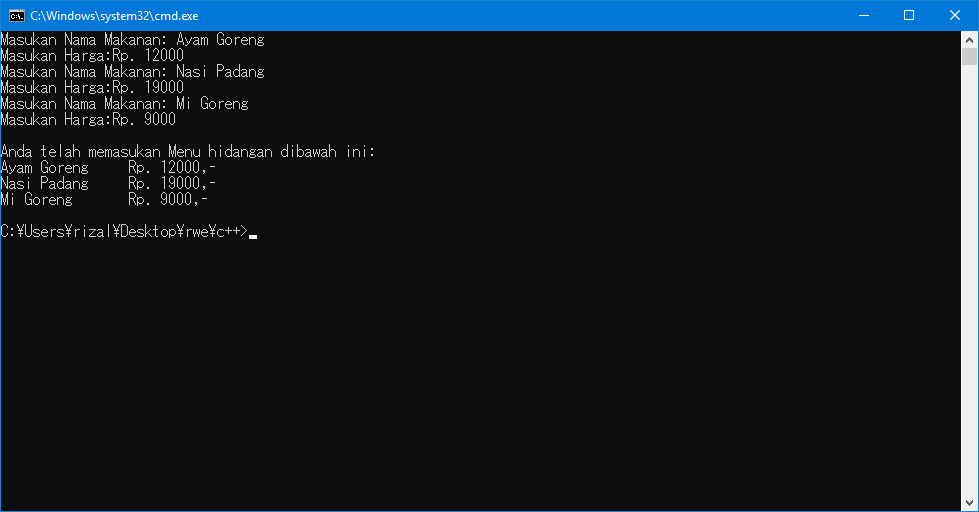 C:\Windows\system32\cmd.exe
Masukan Nama Makanan: Ayam Goreng
Masukan Harga:Rp. 12000
Masukan Nama Makanan: Nasi Padang
Masukan Harga:Rp. 19000
Masukan Nama Makanan: Mi Goreng
Masukan Harga:Rp. 9000
Anda telah memasukan Menu hidangan dibawah ini:
Ayam Goreng     Rp. 12000,-
Nasi Padang     Rp. 19000,-
Mi Goreng       Rp. 9000,-
C:¥Users¥rizal¥Desktop¥rwe¥c++>